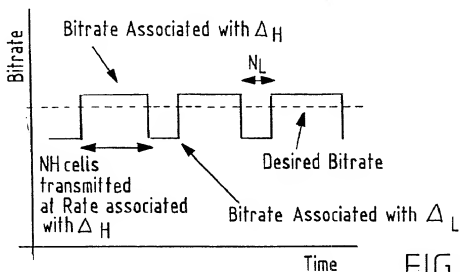 Bitrate Associated with Δ H
Bitrate
N L
NH cells
transmitted
at Rate associated
with Δ H
Desired Bitrate
Bitrate Associated with Δ L
Time
FIG